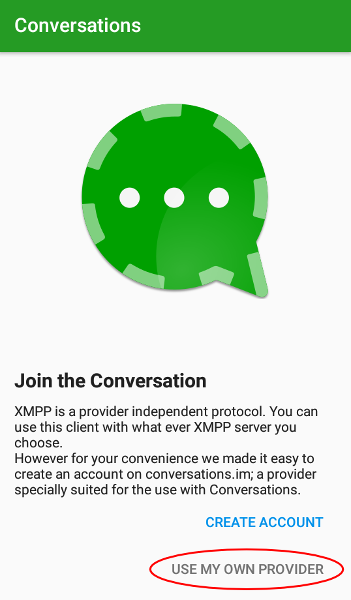 Conversations
Join the Conversation
XMPP is a provider independent protocol. You can
use this client with what ever XMPP server you
choose.
However for your convenience we made it easy to
create an account on conversations.im; a provider
specially suited for the use with Conversations.
CREATE ACCOUNT
USE MY OWN PROVIDER